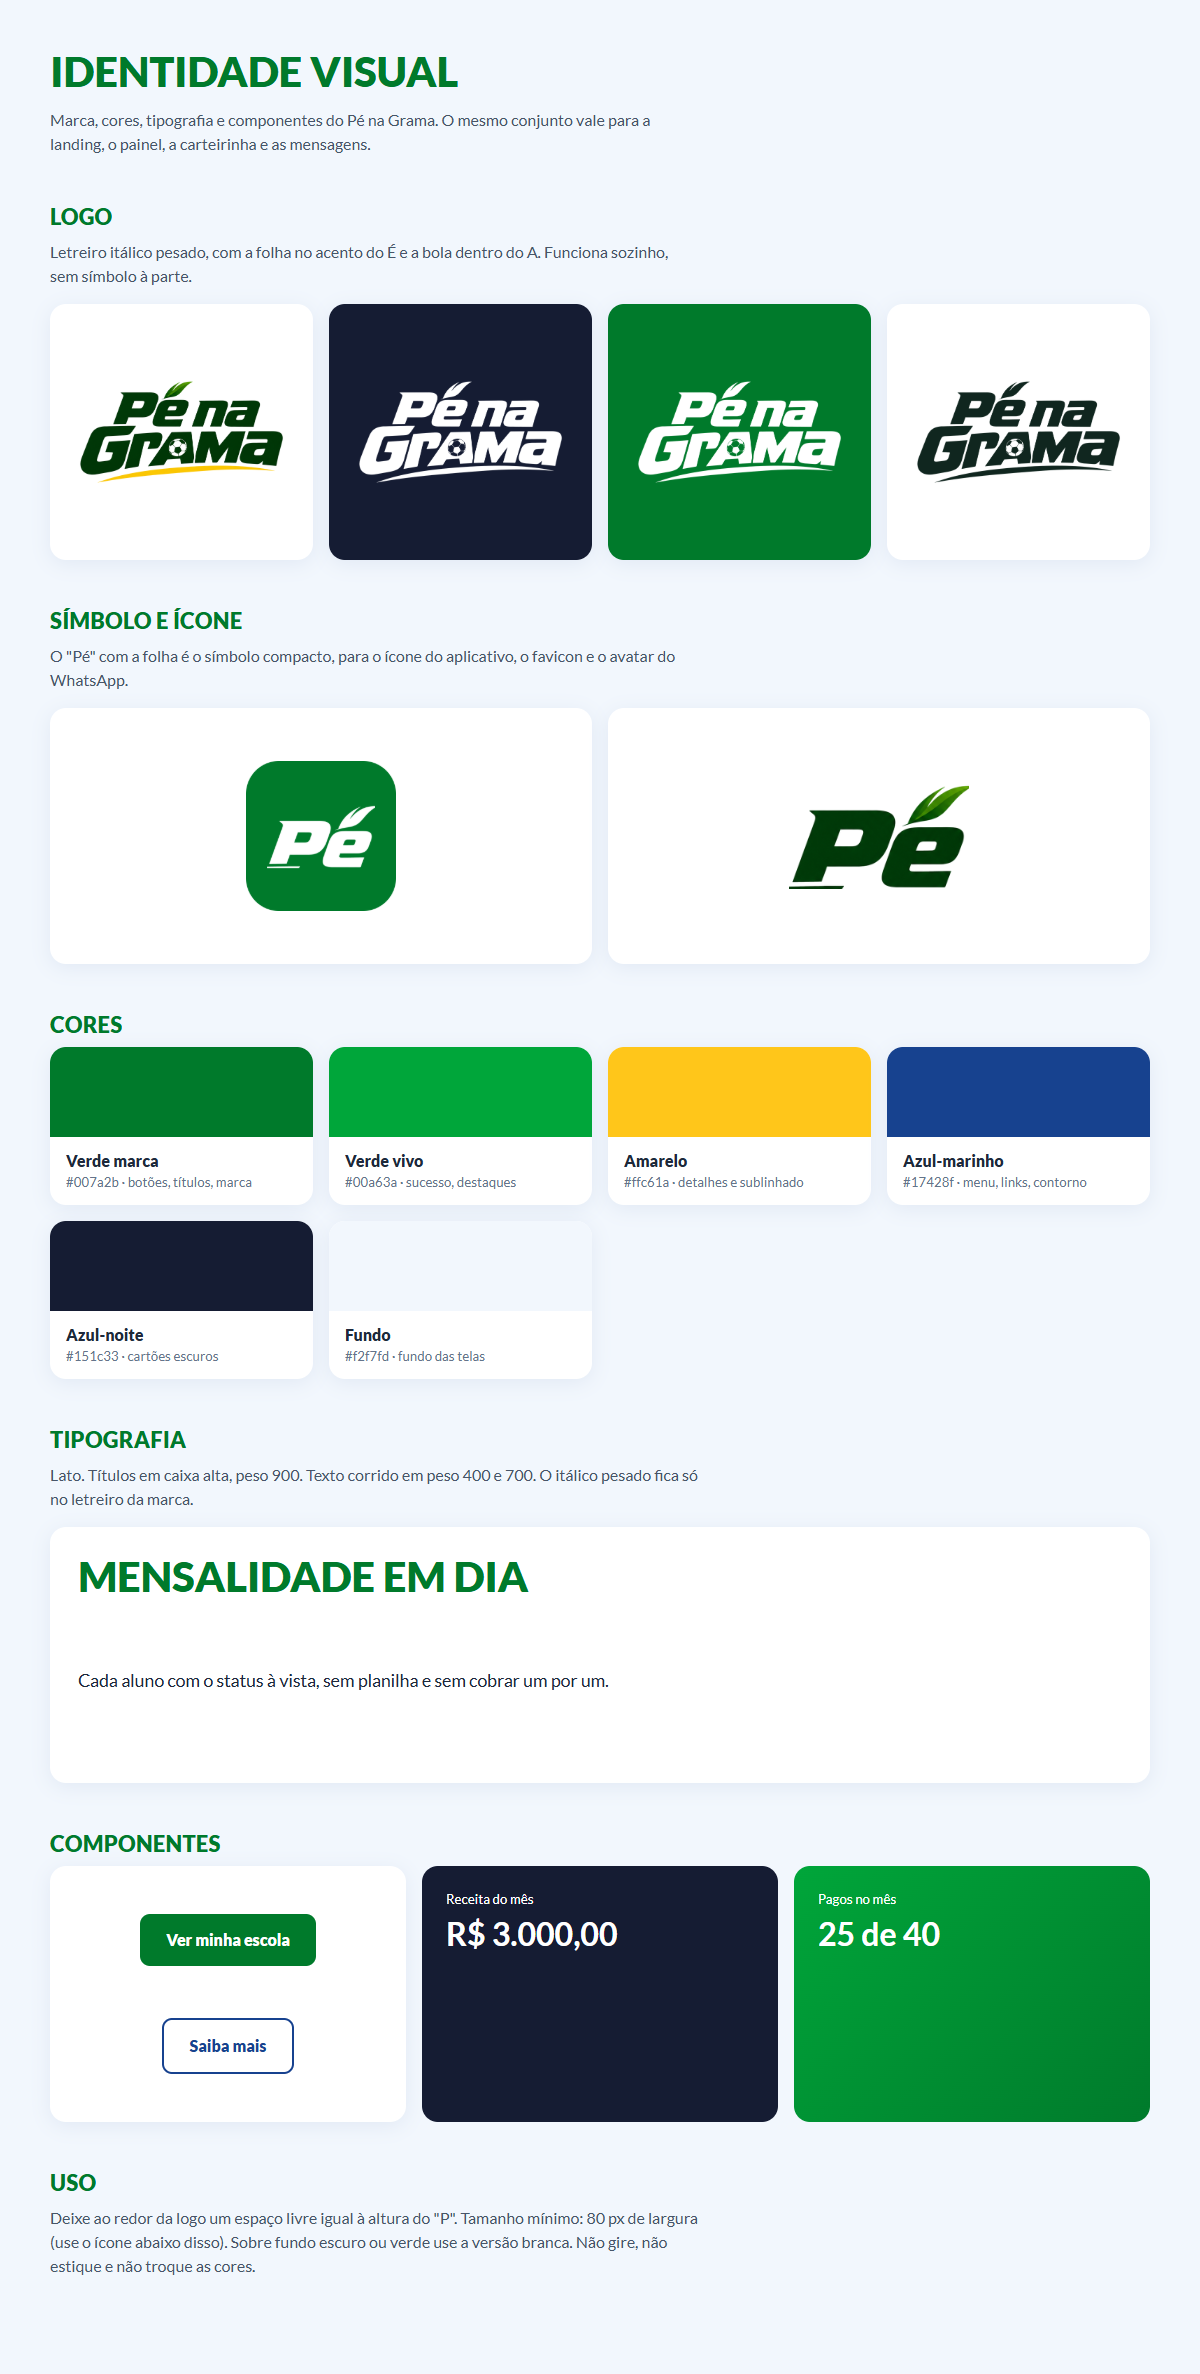 IDENTIDADE VISUAL
Marca, cores, tipografia e componentes do Pé na Grama. O mesmo conjunto vale para a
landing, o painel, a carteirinha e as mensagens.
LOGO
Letreiro itálico pesado, com a folha no acento do É e a bola dentro do A. Funciona sozinho,
sem símbolo à parte.
Pé na
GrAMa
Pé na
GrAMa
Pé na
GrAMa
Pé na
GrAMa
SÍMBOLO E ÍCONE
O "Pé" com a folha é o símbolo compacto, para o ícone do aplicativo, o favicon e o avatar do
WhatsApp.
Pé
Pé
CORES
Verde marca
#007a2b · botões, títulos, marca
Verde vivo
#00a63a · sucesso, destaques
Amarelo
#ffc61a · detalhes e sublinhado
Azul-marinho
#17428f · menu, links, contorno
Azul-noite
#151c33 · cartões escuros
Fundo
#f2f7fd · fundo das telas
TIPOGRAFIA
Lato. Títulos em caixa alta, peso 900. Texto corrido em peso 400 e 700. O itálico pesado fica só
no letreiro da marca.
MENSALIDADE EM DIA
Cada aluno com o status à vista, sem planilha e sem cobrar um por um.
COMPONENTES
Ver minha escola
Saiba mais
Receita do mês
R$ 3.000,00
Pagos no mês
25 de 40
USO
Deixe ao redor da logo um espaço livre igual à altura do "P". Tamanho mínimo: 80 px de largura
(use o ícone abaixo disso). Sobre fundo escuro ou verde use a versão branca. Não gire, não
estique e não troque as cores.